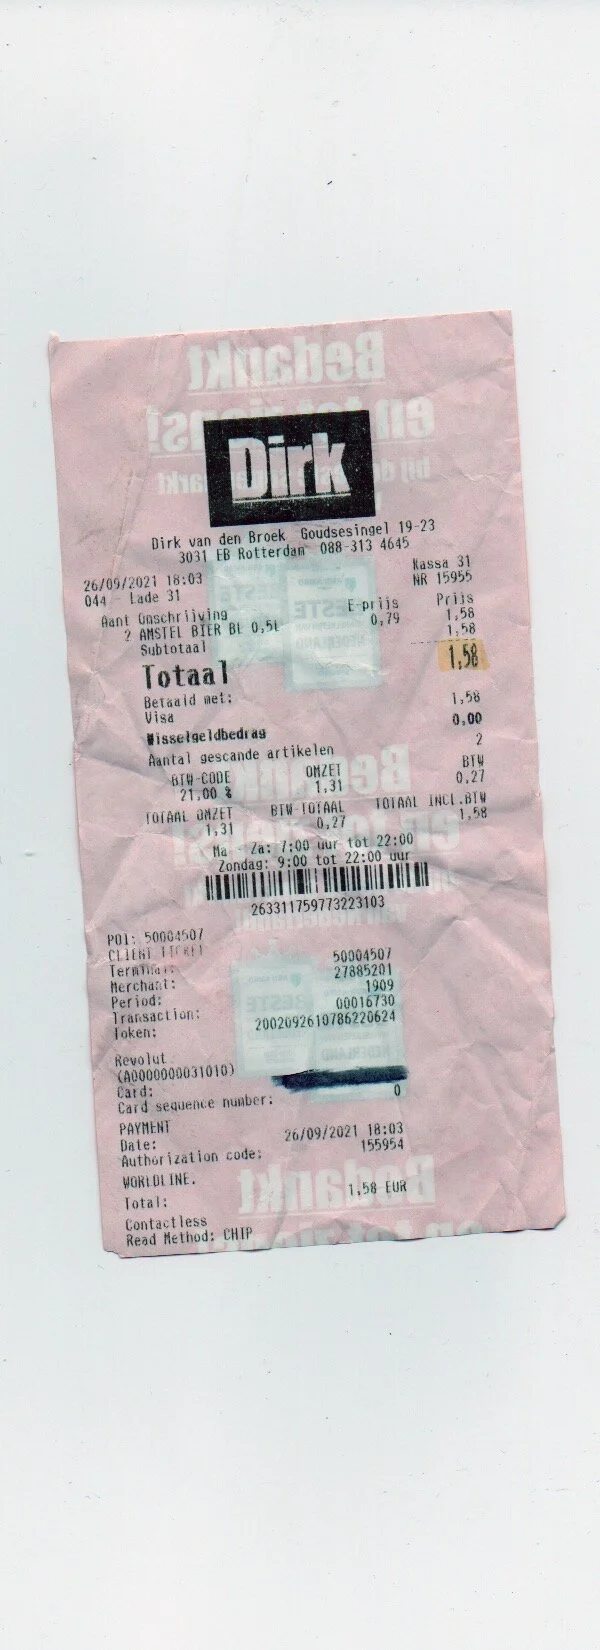 Dirk
Dirk van den Broek Goudsesingel 19-23
3031 EB Rotterdam 088-313 4645
26/09/2021 18:03 Kassa 31
044 - Lade 31 NR 15955
Aant Omschrijving E-prijs Prijs
2 AMSTEL BIER BL 0,5L 0,79 1,58
Subtotaal 1,58
Totaal 1,58
Betaald met:
Visa 1,58
Wisselgeldbedrag 0,00
Aantal gescande artikelen 2
BTW-CODE OMZET BTW
21,00 % 1,31 0,27
TOTAAL OMZET BTW-TOTAAL TOTAAL INCL.BTW
1,31 0,27 1,58
Ma - Za: 7:00 uur tot 22:00
Zondag: 9:00 tot 22:00 uur
263311759773223103
POI: 50004507
CLIENT TICKET
Terminal: 50004507
Merchant: 27885201
Period: 1909
Transaction: 00016730
Token: 2002092610786220624
Revolut
(A0000000031010)
Card:
Card sequence number: 0
PAYMENT
Date: 26/09/2021 18:03
Authorization code: 155954
WORLDLINE.
Total: 1,58 EUR
Contactless
Read Method: CHIP